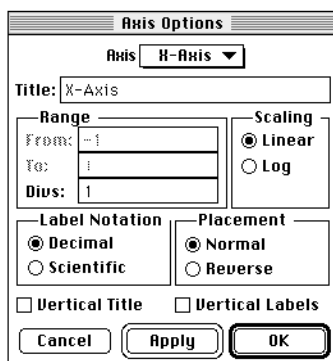 Axis Options
Axis X-Axis
Title: X-Axis
Range
From: -1
To: 1
Divs: 1
Scaling
Linear
Log
Label Notation
Decimal
Scientific
Placement
Normal
Reverse
Vertical Title
Vertical Labels
Cancel
Apply
OK